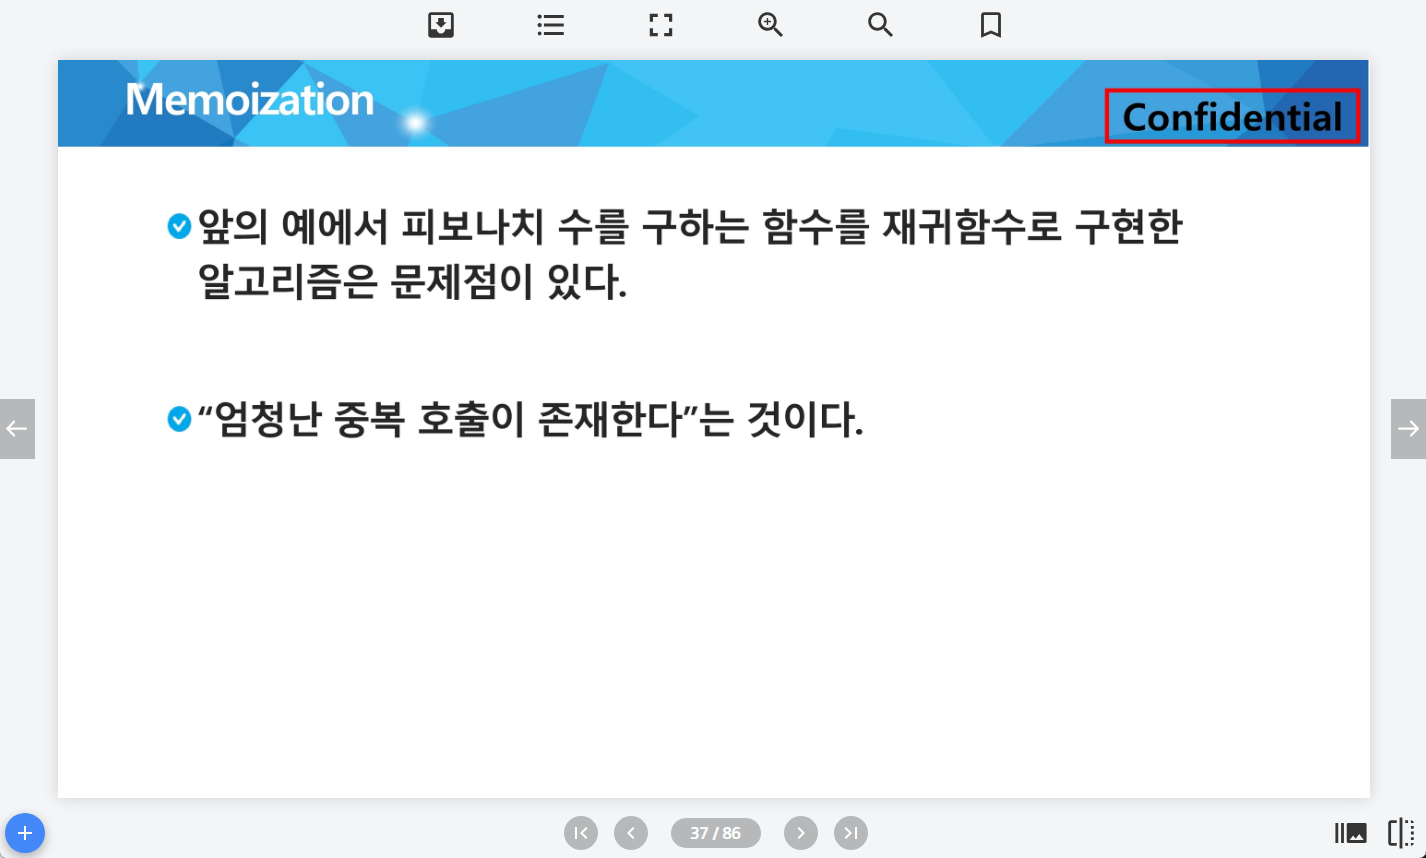 Memoization
Confidential
앞의 예에서 피보나치 수를 구하는 함수를 재귀함수로 구현한
알고리즘은 문제점이 있다.
“엄청난 중복 호출이 존재한다”는 것이다.
37 / 86